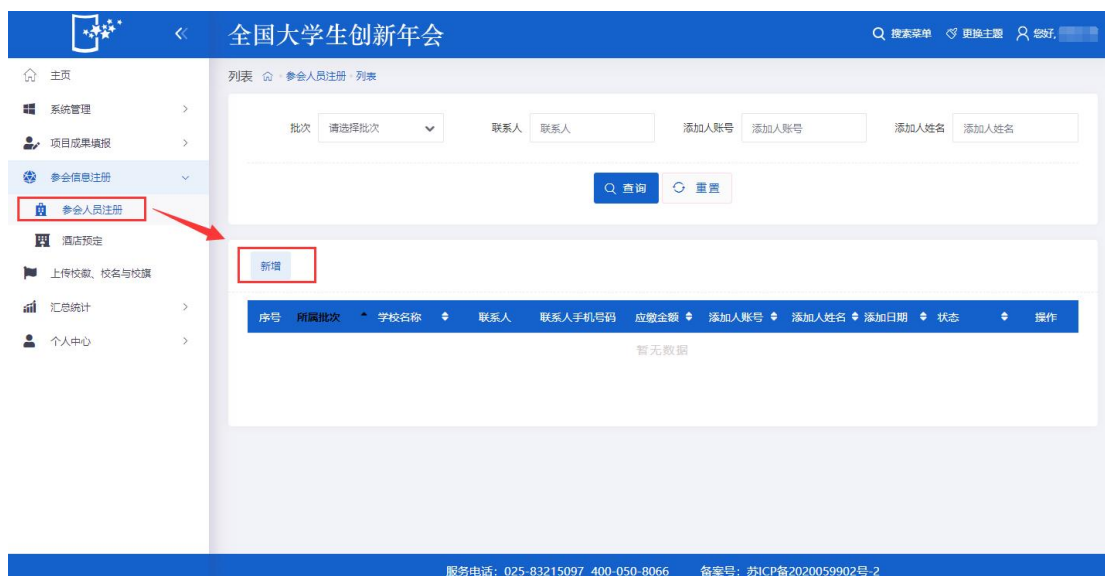 全国大学生创新年会
搜索菜单 更换主题 您好,
主页
系统管理
项目成果填报
参会信息注册
参会人员注册
酒店预定
上传校徽、校名与校旗
汇总统计
个人中心
列表 参会人员注册 列表
批次 请选择批次 联系人 联系人 添加人账号 添加人账号 添加人姓名 添加人姓名
查询 重置
新增
序号 所属批次 学校名称 联系人 联系人手机号码 应缴金额 添加人账号 添加人姓名 添加日期 状态 操作
暂无数据
服务电话：025-83215097 400-050-8066 备案号：苏ICP备2020059902号-2